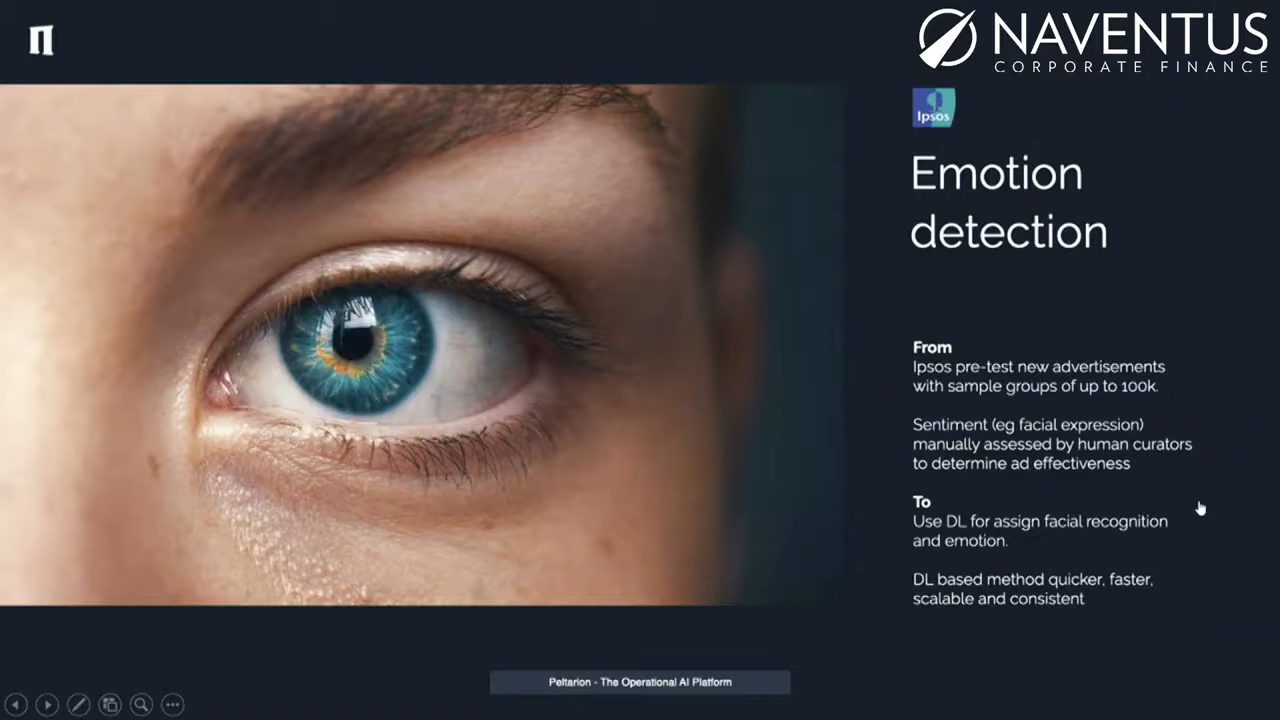 NAVENTUS
CORPORATE FINANCE
Ipsos
Emotion
detection
From
Ipsos pre-test new advertisements
with sample groups of up to 100k.
Sentiment (eg facial expression)
manually assessed by human curators
to determine ad effectiveness
To
Use DL for assign facial recognition
and emotion.
DL based method quicker, faster,
scalable and consistent
Peltarion - The Operational AI Platform